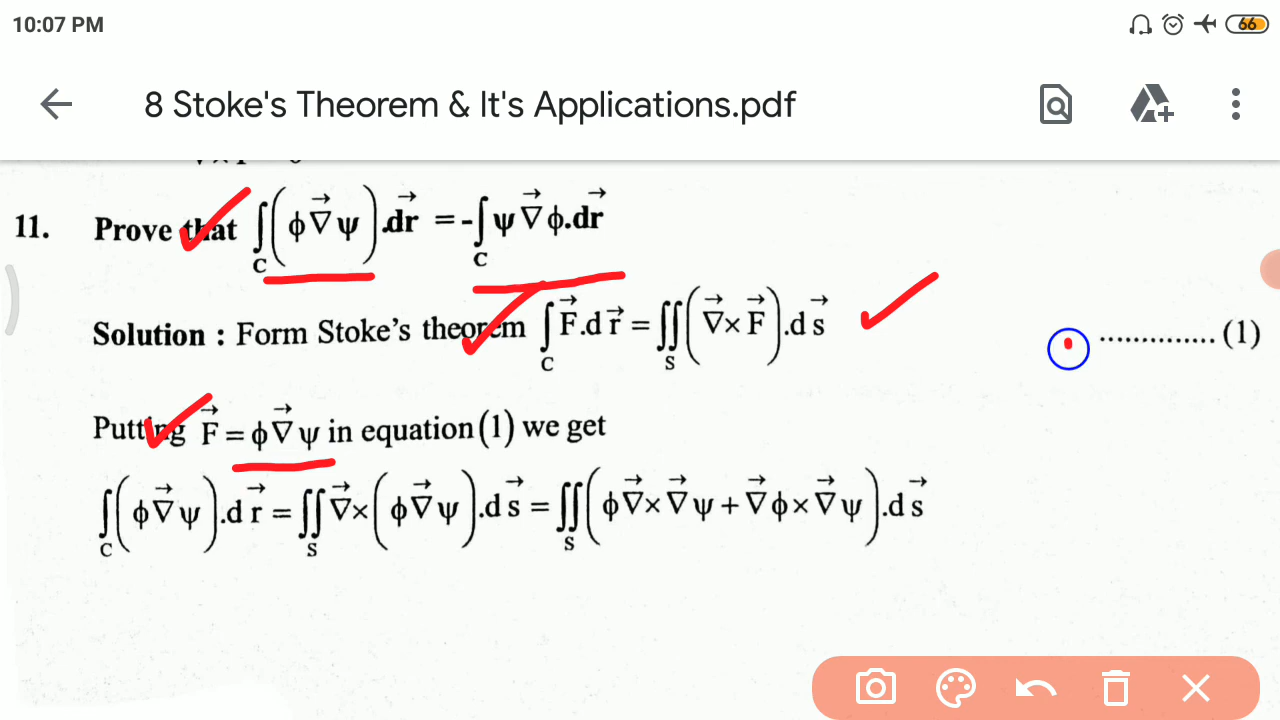 10:07 PM
66
8 Stoke's Theorem & It's Applications.pdf
11. Prove that ∫_C (ϕ∇⃗ψ).dr⃗ = -∫_C ψ∇⃗ϕ.dr⃗
Solution : Form Stoke's theorem ∫_C F⃗.dr⃗ = ∬_S (∇⃗×F⃗).ds⃗ .............. (1)
Putting F⃗ = ϕ∇⃗ψ in equation (1) we get
∫_C (ϕ∇⃗ψ).dr⃗ = ∬_S ∇⃗×(ϕ∇⃗ψ).ds⃗ = ∬_S (ϕ∇⃗×∇⃗ψ + ∇⃗ϕ×∇⃗ψ).ds⃗